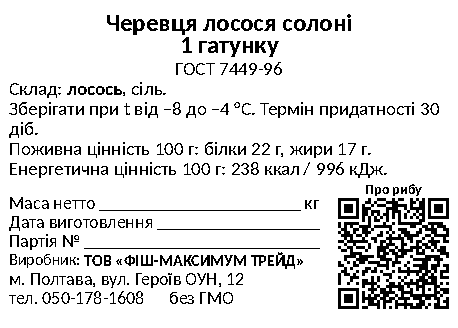 Черевця лосося солоні
1 гатунку
ГОСТ 7449-96
Склад: лосось, сіль.
Зберігати при t від –8 до –4 °C. Термін придатності 30
діб.
Поживна цінність 100 г: білки 22 г, жири 17 г.
Енергетична цінність 100 г: 238 ккал / 996 кДж.
Про рибу
Маса нетто ________________________ кг
Дата виготовлення ___________________
Партія № ____________________________
Виробник: ТОВ «ФІШ-МАКСИМУМ ТРЕЙД»
м. Полтава, вул. Героїв ОУН, 12
тел. 050-178-1608 без ГМО